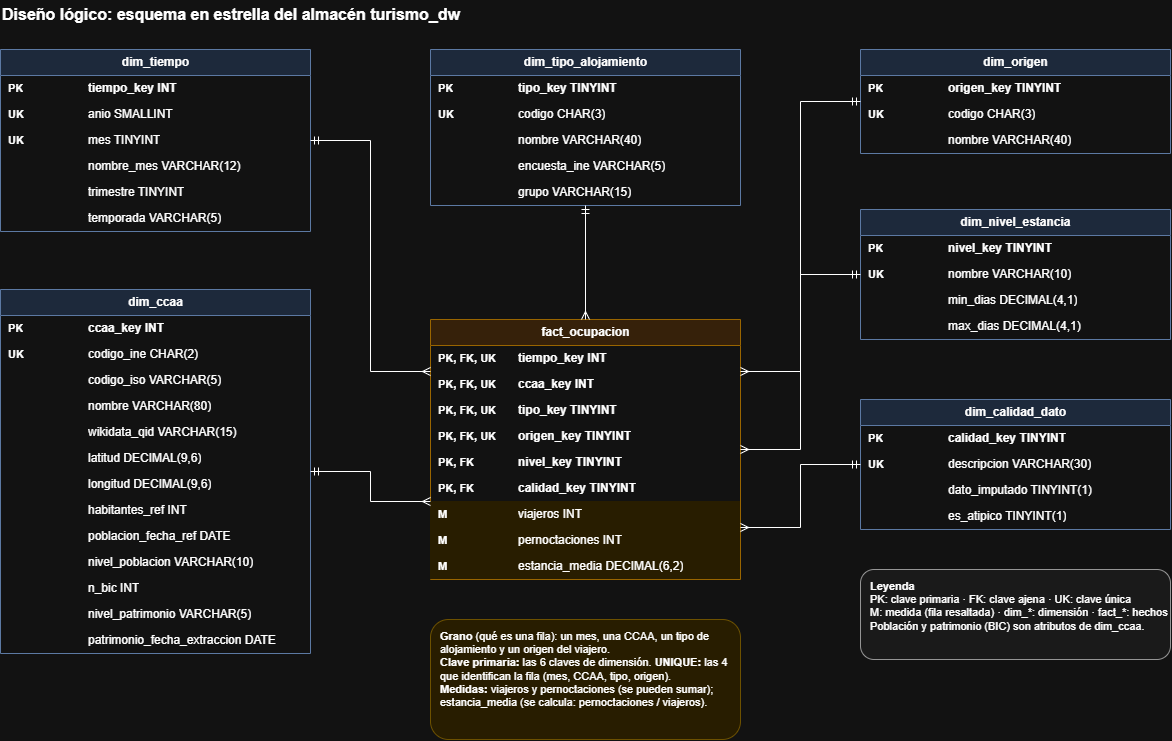 Diseño lógico: esquema en estrella del almacén turismo_dw
dim_tiempo
PK tiempo_key INT
UK anio SMALLINT
UK mes TINYINT
nombre_mes VARCHAR(12)
trimestre TINYINT
temporada VARCHAR(5)
dim_tipo_alojamiento
PK tipo_key TINYINT
UK codigo CHAR(3)
nombre VARCHAR(40)
encuesta_ine VARCHAR(5)
grupo VARCHAR(15)
dim_origen
PK origen_key TINYINT
UK codigo CHAR(3)
nombre VARCHAR(40)
dim_nivel_estancia
PK nivel_key TINYINT
UK nombre VARCHAR(10)
min_dias DECIMAL(4,1)
max_dias DECIMAL(4,1)
dim_ccaa
PK ccaa_key INT
UK codigo_ine CHAR(2)
codigo_iso VARCHAR(5)
nombre VARCHAR(80)
wikidata_qid VARCHAR(15)
latitud DECIMAL(9,6)
longitud DECIMAL(9,6)
habitantes_ref INT
poblacion_fecha_ref DATE
nivel_poblacion VARCHAR(10)
n_bic INT
nivel_patrimonio VARCHAR(5)
patrimonio_fecha_extraccion DATE
fact_ocupacion
PK, FK, UK tiempo_key INT
PK, FK, UK ccaa_key INT
PK, FK, UK tipo_key TINYINT
PK, FK, UK origen_key TINYINT
PK, FK nivel_key TINYINT
PK, FK calidad_key TINYINT
M viajeros INT
M pernoctaciones INT
M estancia_media DECIMAL(6,2)
dim_calidad_dato
PK calidad_key TINYINT
UK descripcion VARCHAR(30)
dato_imputado TINYINT(1)
es_atipico TINYINT(1)
Grano (qué es una fila): un mes, una CCAA, un tipo de
alojamiento y un origen del viajero.
Clave primaria: las 6 claves de dimensión. UNIQUE: las 4
que identifican la fila (mes, CCAA, tipo, origen).
Medidas: viajeros y pernoctaciones (se pueden sumar);
estancia_media (se calcula: pernoctaciones / viajeros).
Leyenda
PK: clave primaria · FK: clave ajena · UK: clave única
M: medida (fila resaltada) · dim_*: dimensión · fact_*: hechos
Población y patrimonio (BIC) son atributos de dim_ccaa.